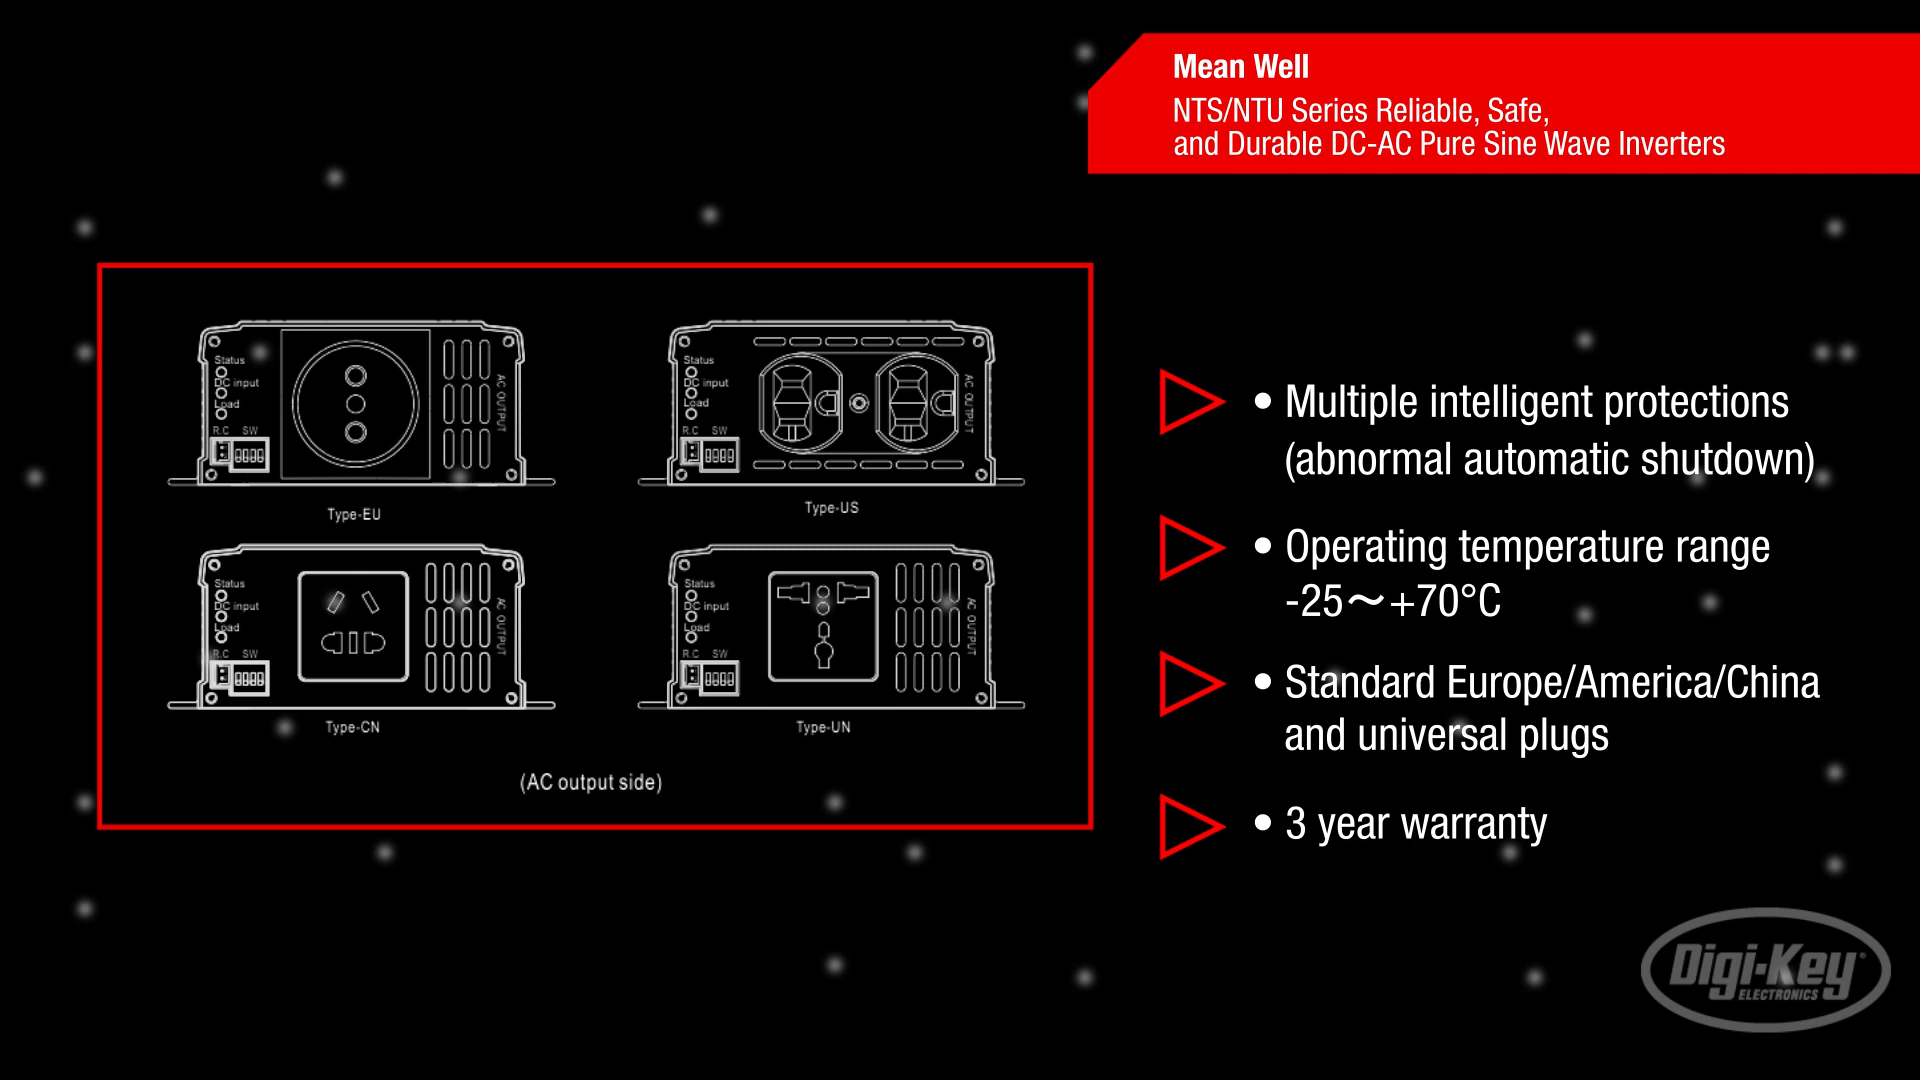 Mean Well
NTS/NTU Series Reliable, Safe,
and Durable DC-AC Pure Sine Wave Inverters
Status
DC input
Load
R.C SW
AC OUTPUT
Type-EU
Status
DC input
Load
R.C SW
AC OUTPUT
Type-US
Status
DC input
Load
R.C SW
AC OUTPUT
Type-CN
Status
DC input
Load
R.C SW
AC OUTPUT
Type-UN
(AC output side)
• Multiple intelligent protections
(abnormal automatic shutdown)
• Operating temperature range
-25～+70°C
• Standard Europe/America/China
and universal plugs
• 3 year warranty
Digi-Key®
ELECTRONICS